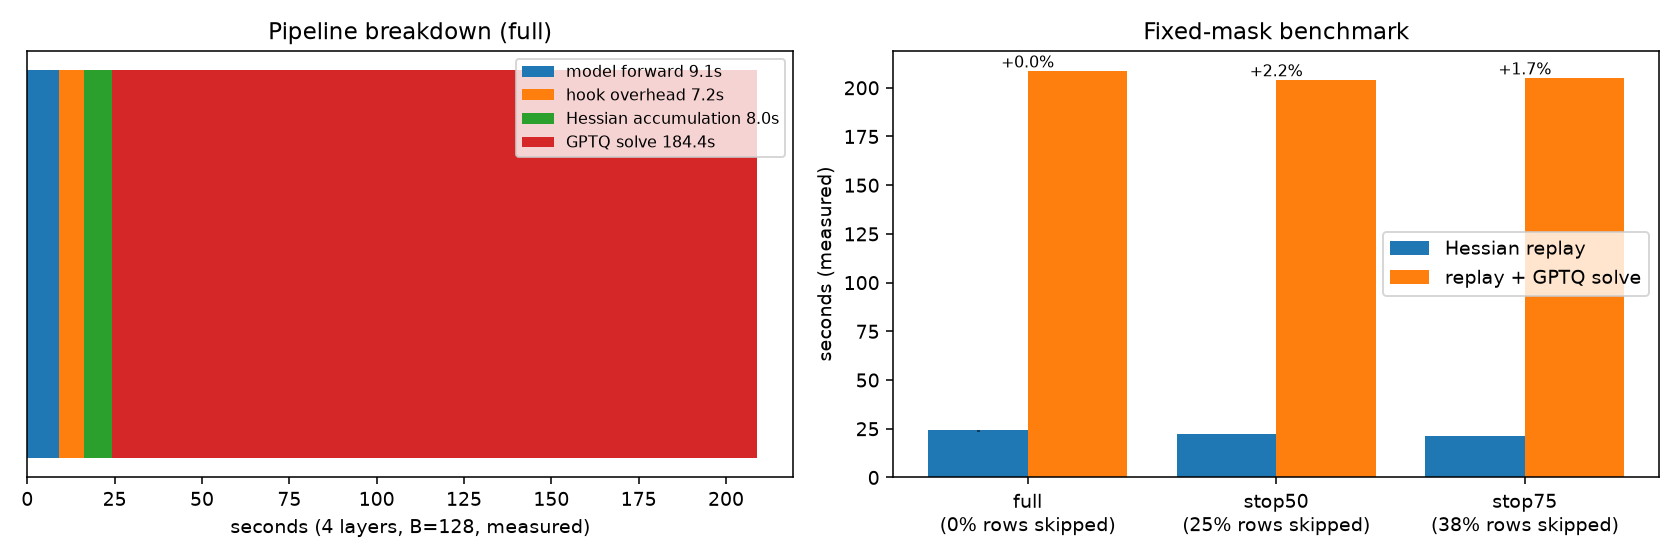 Pipeline breakdown (full)
model forward 9.1s
hook overhead 7.2s
Hessian accumulation 8.0s
GPTQ solve 184.4s
0 25 50 75 100 125 150 175 200
seconds (4 layers, B=128, measured)
Fixed-mask benchmark
seconds (measured)
200
175
150
125
100
75
50
25
0
+0.0%
+2.2%
+1.7%
Hessian replay
replay + GPTQ solve
full
(0% rows skipped)
stop50
(25% rows skipped)
stop75
(38% rows skipped)